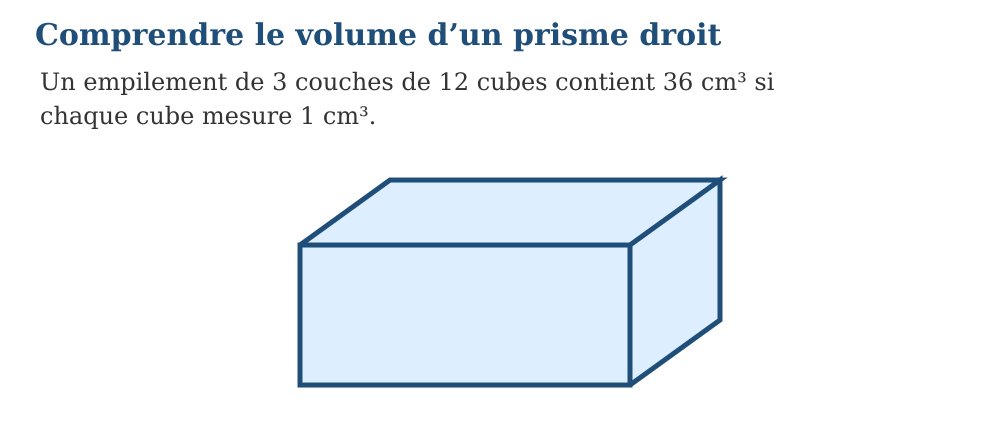 Comprendre le volume d’un prisme droit
Un empilement de 3 couches de 12 cubes contient 36 cm³ si
chaque cube mesure 1 cm³.